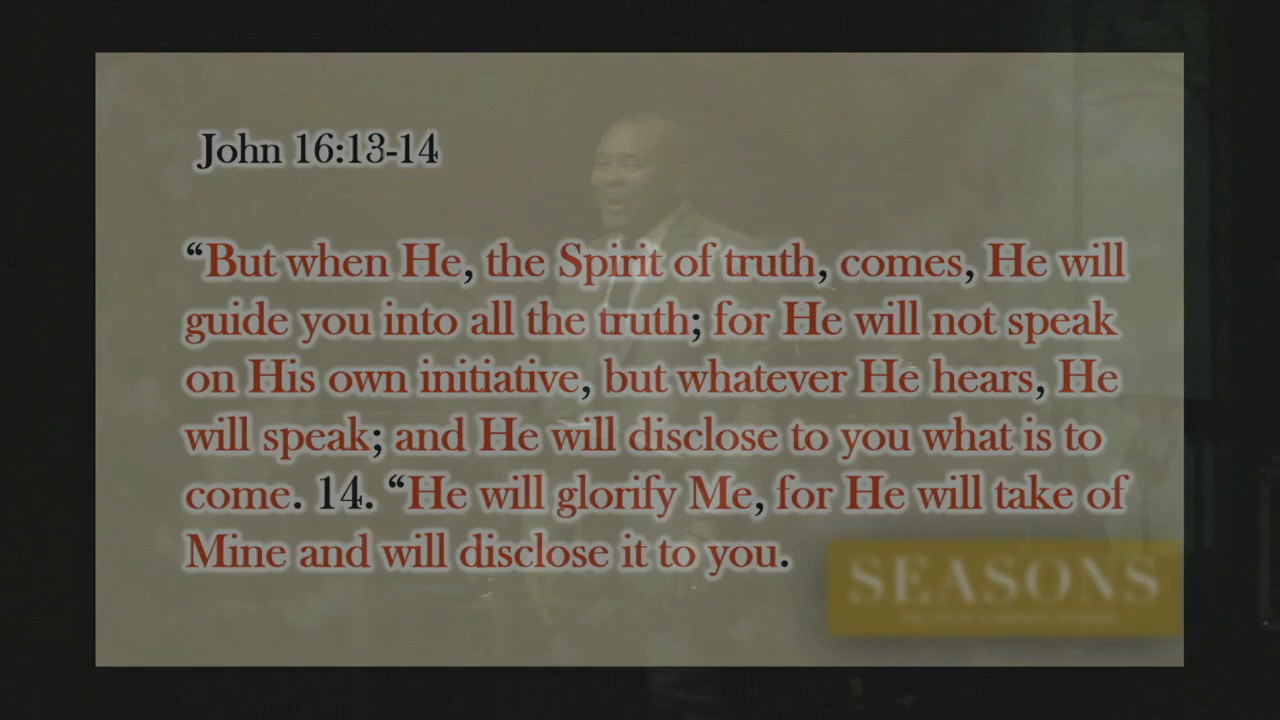 John 16:13-14
“But when He, the Spirit of truth, comes, He will
guide you into all the truth; for He will not speak
on His own initiative, but whatever He hears, He
will speak; and He will disclose to you what is to
come. 14. “He will glorify Me, for He will take of
Mine and will disclose it to you.
SEASONS